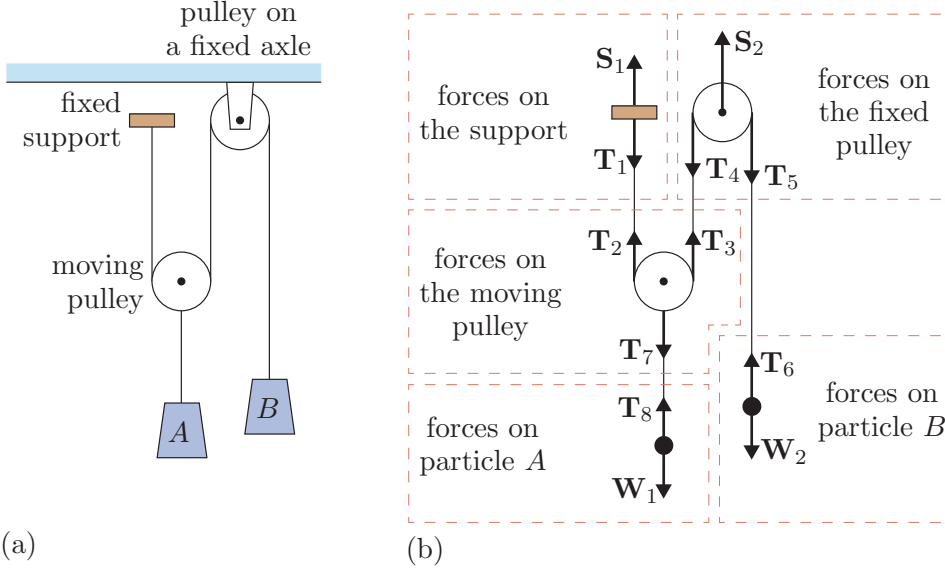 pulley on
a fixed axle
fixed
support
moving
pulley
A
B
(a)
forces on
the support
S₁
T₁
S₂
forces on
the fixed
pulley
T₄
T₅
forces on
the moving
pulley
T₂
T₃
T₇
forces on
particle A
T₈
W₁
T₆
forces on
particle B
W₂
(b)